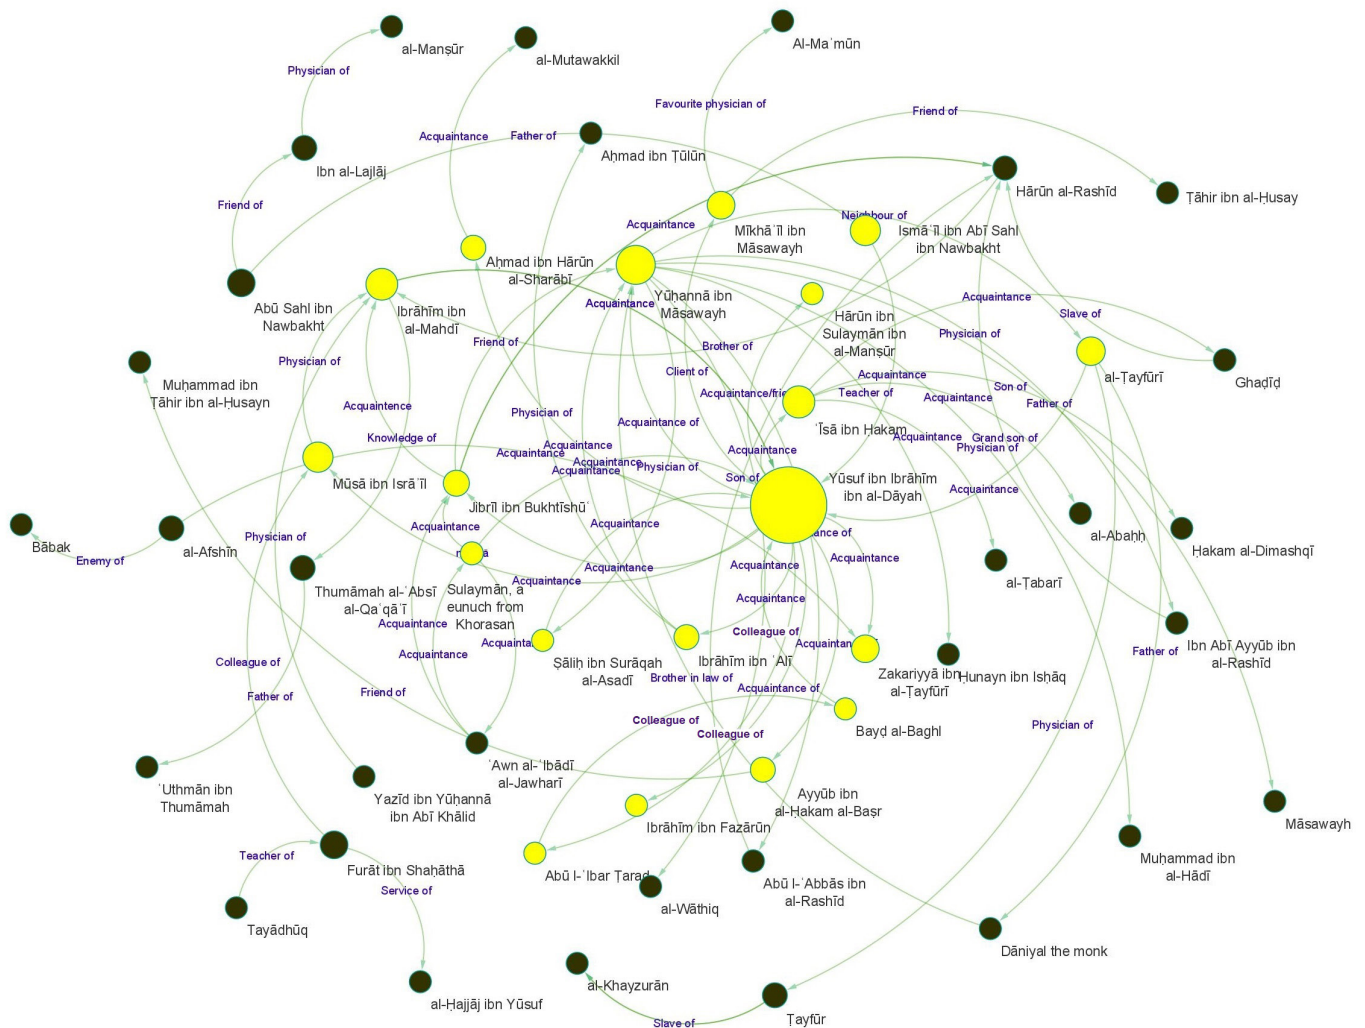 al-Manṣūr
al-Mutawakkil
Al-Maʾmūn
Physician of
Favourite physician of
Friend of
Acquaintance
Father of
Aḥmad ibn Ṭūlūn
Ibn al-Lajlāj
Hārūn al-Rashīd
Ṭāhir ibn al-Ḥusay
Friend of
Neighbour of
Acquaintance
Mīkhāʾīl ibn
Māsawayh
Ismāʿīl ibn Abī Sahl
ibn Nawbakht
Aḥmad ibn Hārūn
al-Sharābī
Yūḥannā ibn
Māsawayh
Acquaintance
Abū Sahl ibn
Nawbakht
Ibrāhīm ibn
al-Mahdī
Acquaintance
Hārūn ibn
Sulaymān ibn
al-Manṣūr
Slave of
Physician of
Friend of
Brother of
Physician of
al-Ṭayfūrī
Ghaḍīḍ
Client of
Acquaintance
Muḥammad ibn
Ṭāhir ibn al-Ḥusayn
Son of
Acquaintance/frie
Teacher of
Acquaintance
Father of
Acquaintence
Physician of
Acquaintance of
ʿĪsā ibn Ḥakam
Knowledge of
Acquaintance
Acquaintance
Grand son of
Physician of
Acquaintance
Acquaintance
Acquaintance
Acquaintance
Physician of
Son of
Yūsuf ibn Ibrāhīm
ibn al-Dāyah
Mūsā ibn Isrāʾīl
Acquaintance
Jibrīl ibn Bukhtīshūʿ
al-Abaḥḥ
Ḥakam al-Dimashqī
Bābak
al-Afshīn
Physician of
Acquaintance
Acquaintance
ance of
Enemy of
Acquaintance
Acquaintance
Acquaintance
Acquaintance
al-Ṭabarī
Thumāmah al-ʿAbsī
al-Qaʿqāʿī
Sulaymān, a
eunuch from
Khorasan
Acquaintance
Acquaintance
Colleague of
Acquainta
Acquaintan
Acquaintance
Ibn Abī Ayyūb ibn
al-Rashīd
Father of
Colleague of
Ṣāliḥ ibn Surāqah
al-Asadī
Ibrāhīm ibn ʿAlī
Zakariyyā ibn
al-Ṭayfūrī
Ḥunayn ibn Isḥāq
Brother in law of
Acquaintance of
Father of
Friend of
Colleague of
Colleague of
Bayḍ al-Baghl
Physician of
ʿAwn al-ʿIbādī
al-Jawharī
ʿUthmān ibn
Thumāmah
Yazīd ibn Yūḥannā
ibn Abī Khālid
Ayyūb ibn
al-Ḥakam al-Baṣr
Ibrāhīm ibn Fazārūn
Māsawayh
Teacher of
Furāt ibn Shaḥāthā
Service of
Abū l-ʿIbar Ṭarad
al-Wāthiq
Abū l-ʿAbbās ibn
al-Rashīd
Muḥammad ibn
al-Hādī
Tayādhūq
Dāniyal the monk
al-Ḥajjāj ibn Yūsuf
al-Khayzurān
Slave of
Ṭayfūr